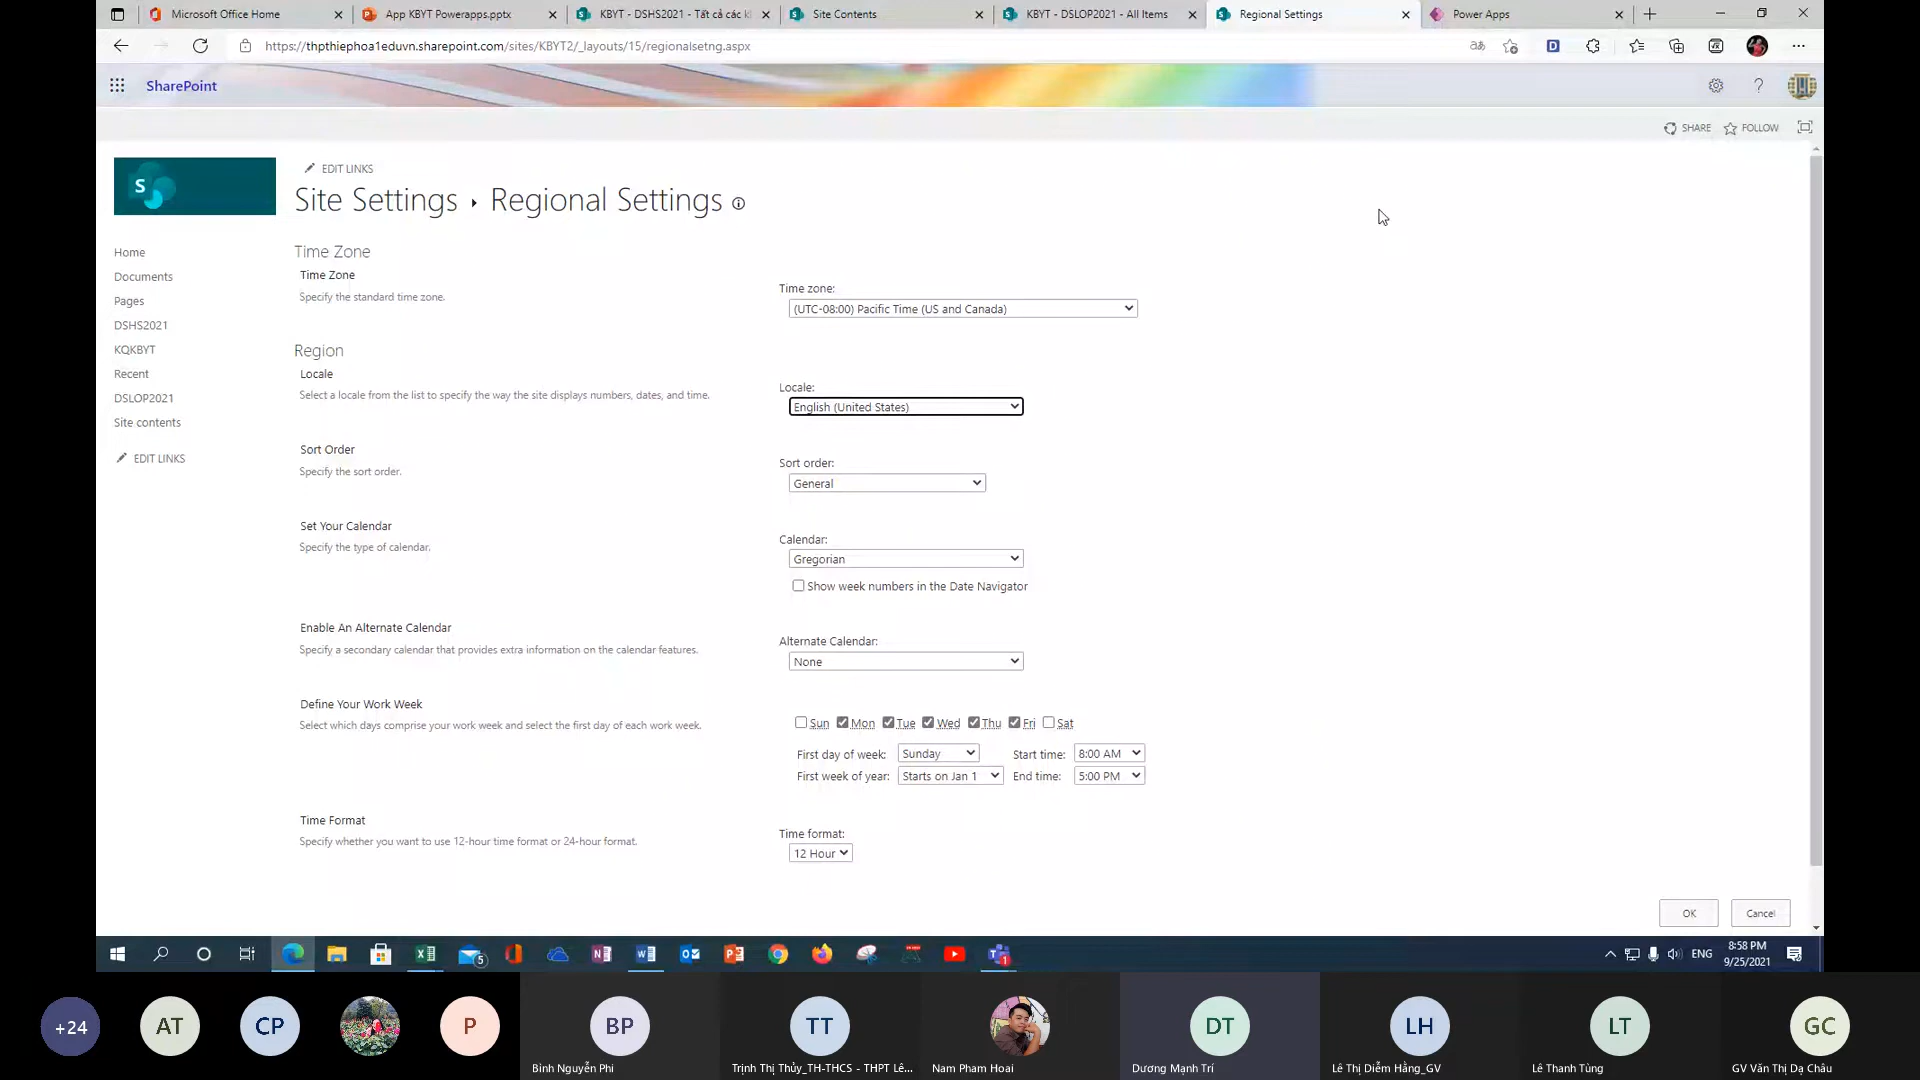 Microsoft Office Home
App KBYT Powerapps.pptx
KBYT - DSHS2021 - Tất cả các k
Site Contents
KBYT - DSLOP2021 - All Items
Regional Settings
Power Apps
https://thpthiephoa1eduvn.sharepoint.com/sites/KBYT2/_layouts/15/regionalsetng.aspx
SharePoint
SHARE
FOLLOW
EDIT LINKS
Site Settings ▸ Regional Settings
Home
Documents
Pages
DSHS2021
KQKBYT
Recent
DSLOP2021
Site contents
EDIT LINKS
Time Zone
Time Zone
Specify the standard time zone.
Time zone:
(UTC-08:00) Pacific Time (US and Canada)
Region
Locale
Select a locale from the list to specify the way the site displays numbers, dates, and time.
Locale:
English (United States)
Sort Order
Specify the sort order.
Sort order:
General
Set Your Calendar
Specify the type of calendar.
Calendar:
Gregorian
Show week numbers in the Date Navigator
Enable An Alternate Calendar
Specify a secondary calendar that provides extra information on the calendar features.
Alternate Calendar:
None
Define Your Work Week
Select which days comprise your work week and select the first day of each work week.
Sun Mon Tue Wed Thu Fri Sat
First day of week: Sunday Start time: 8:00 AM
First week of year: Starts on Jan 1 End time: 5:00 PM
Time Format
Specify whether you want to use 12-hour time format or 24-hour format.
Time format:
12 Hour
OK
Cancel
5
1
ENG
8:58 PM
9/25/2021
+24
AT
CP
P
BP
TT
DT
LH
LT
GC
Bình Nguyễn Phi
Trịnh Thị Thủy_TH-THCS - THPT Lê...
Nam Pham Hoai
Dương Mạnh Trí
Lê Thị Diễm Hằng_GV
Lê Thanh Tùng
GV Văn Thị Dạ Châu